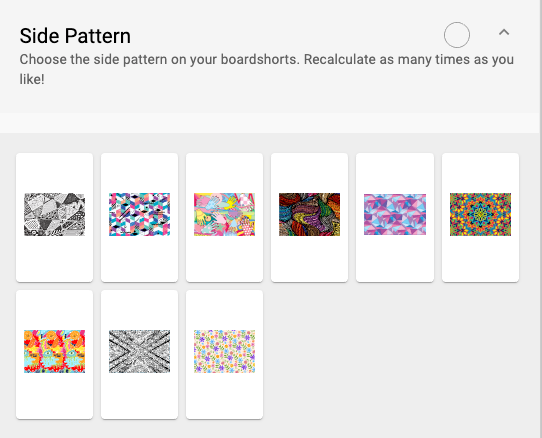 Side Pattern
Choose the side pattern on your boardshorts. Recalculate as many times as you
like!